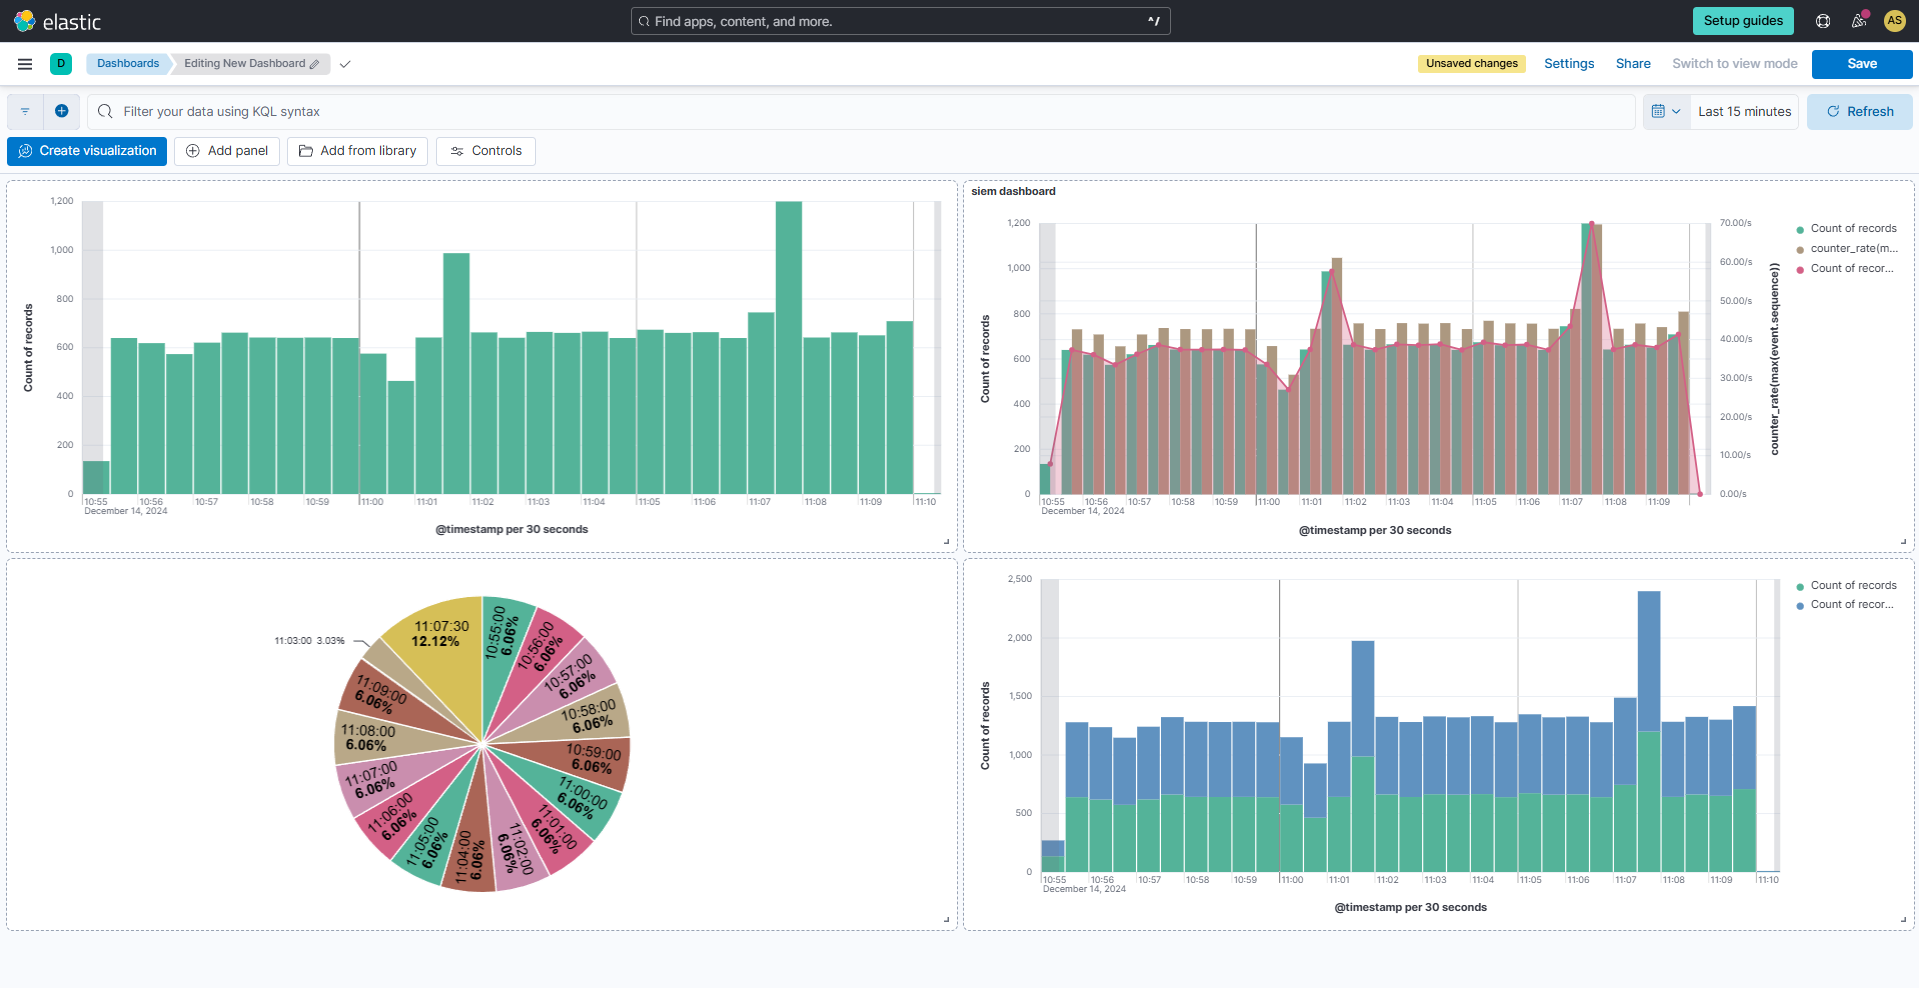 elastic
Find apps, content, and more.
^/
Setup guides
AS
D
Dashboards
Editing New Dashboard
Unsaved changes
Settings
Share
Switch to view mode
Save
Filter your data using KQL syntax
Last 15 minutes
Refresh
Create visualization
Add panel
Add from library
Controls
1,200
1,000
800
600
400
200
0
Count of records
10:55 10:56 10:57 10:58 10:59 11:00 11:01 11:02 11:03 11:04 11:05 11:06 11:07 11:08 11:09 11:10
December 14, 2024
@timestamp per 30 seconds
siem dashboard
1,200
1,000
800
600
400
200
0
Count of records
70.00/s
60.00/s
50.00/s
40.00/s
30.00/s
20.00/s
10.00/s
0.00/s
counter_rate(max(event.sequence))
Count of records
counter_rate(m...
Count of recor...
10:55 10:56 10:57 10:58 10:59 11:00 11:01 11:02 11:03 11:04 11:05 11:06 11:07 11:08 11:09
December 14, 2024
@timestamp per 30 seconds
11:07:30
12.12%
10:55:00
6.06%
10:56:00
6.06%
10:57:00
6.06%
10:58:00
6.06%
10:59:00
6.06%
11:00:00
6.06%
11:01:00
6.06%
11:02:00
6.06%
11:04:00
6.06%
11:05:00
6.06%
11:06:00
6.06%
11:07:00
6.06%
11:08:00
6.06%
11:09:00
6.06%
11:03:00 3.03%
2,500
2,000
1,500
1,000
500
0
Count of records
Count of records
Count of recor...
10:55 10:56 10:57 10:58 10:59 11:00 11:01 11:02 11:03 11:04 11:05 11:06 11:07 11:08 11:09 11:10
December 14, 2024
@timestamp per 30 seconds